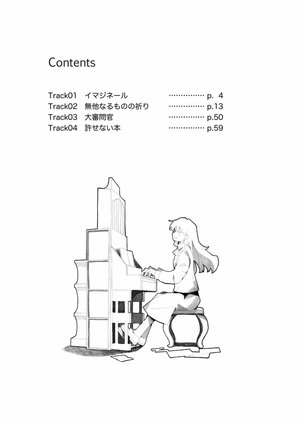 Contents
Track01 イマジネール …………… p. 4
Track02 無他なるものの祈り …………… p.13
Track03 大審問官 …………… p.50
Track04 許せない本 …………… p.59